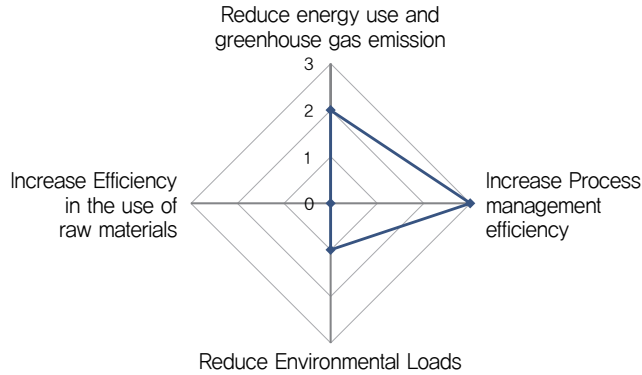 Reduce energy use and
greenhouse gas emission
3
2
1
0
Increase Efficiency
in the use of
raw materials
Increase Process
management
efficiency
Reduce Environmental Loads